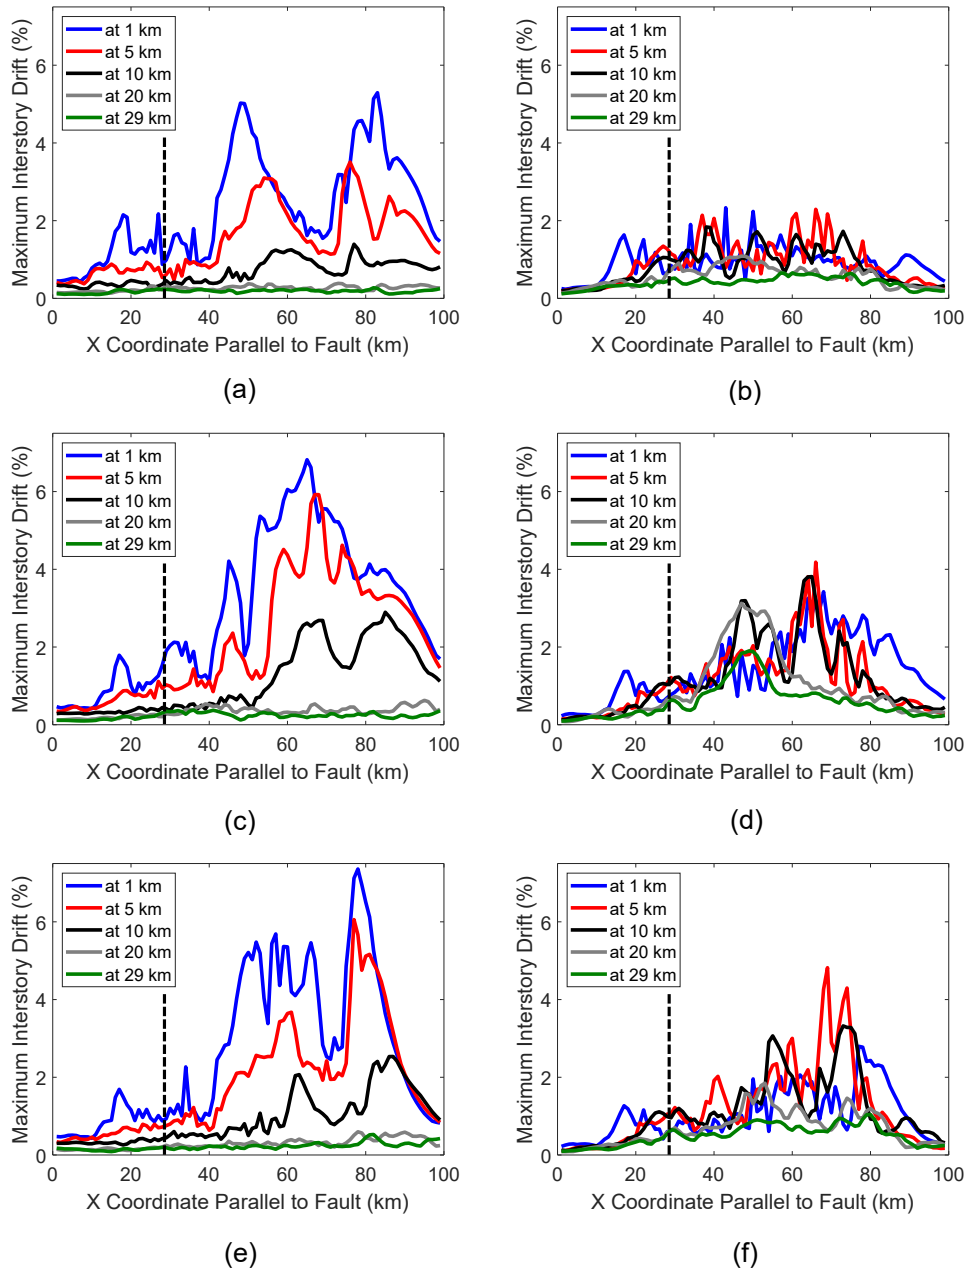 Maximum Interstory Drift (%)
6
4
2
0
at 1 km
at 5 km
at 10 km
at 20 km
at 29 km
0 20 40 60 80 100
X Coordinate Parallel to Fault (km)
(a)
Maximum Interstory Drift (%)
6
4
2
0
at 1 km
at 5 km
at 10 km
at 20 km
at 29 km
0 20 40 60 80 100
X Coordinate Parallel to Fault (km)
(b)
Maximum Interstory Drift (%)
6
4
2
0
at 1 km
at 5 km
at 10 km
at 20 km
at 29 km
0 20 40 60 80 100
X Coordinate Parallel to Fault (km)
(c)
Maximum Interstory Drift (%)
6
4
2
0
at 1 km
at 5 km
at 10 km
at 20 km
at 29 km
0 20 40 60 80 100
X Coordinate Parallel to Fault (km)
(d)
Maximum Interstory Drift (%)
6
4
2
0
at 1 km
at 5 km
at 10 km
at 20 km
at 29 km
0 20 40 60 80 100
X Coordinate Parallel to Fault (km)
(e)
Maximum Interstory Drift (%)
6
4
2
0
at 1 km
at 5 km
at 10 km
at 20 km
at 29 km
0 20 40 60 80 100
X Coordinate Parallel to Fault (km)
(f)